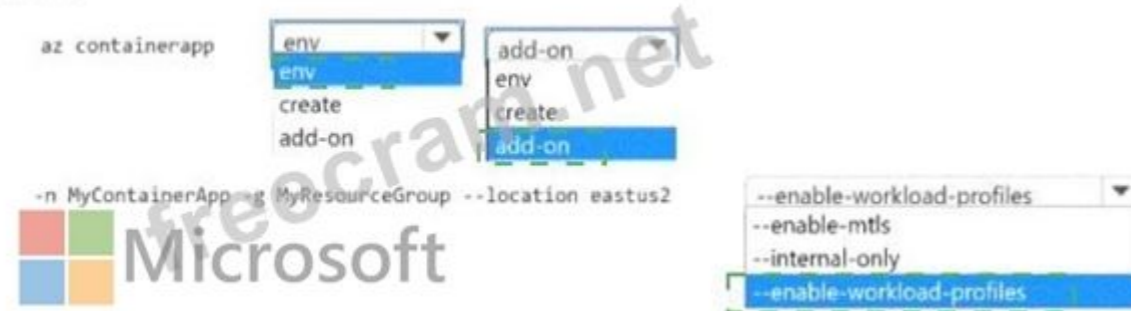 az containerapp env add-on
env env
create create
add-on add-on
-n MyContainerApp -g MyResourceGroup --location eastus2 --enable-workload-profiles
--enable-mtls
--internal-only
--enable-workload-profiles
Microsoft
freecram.net